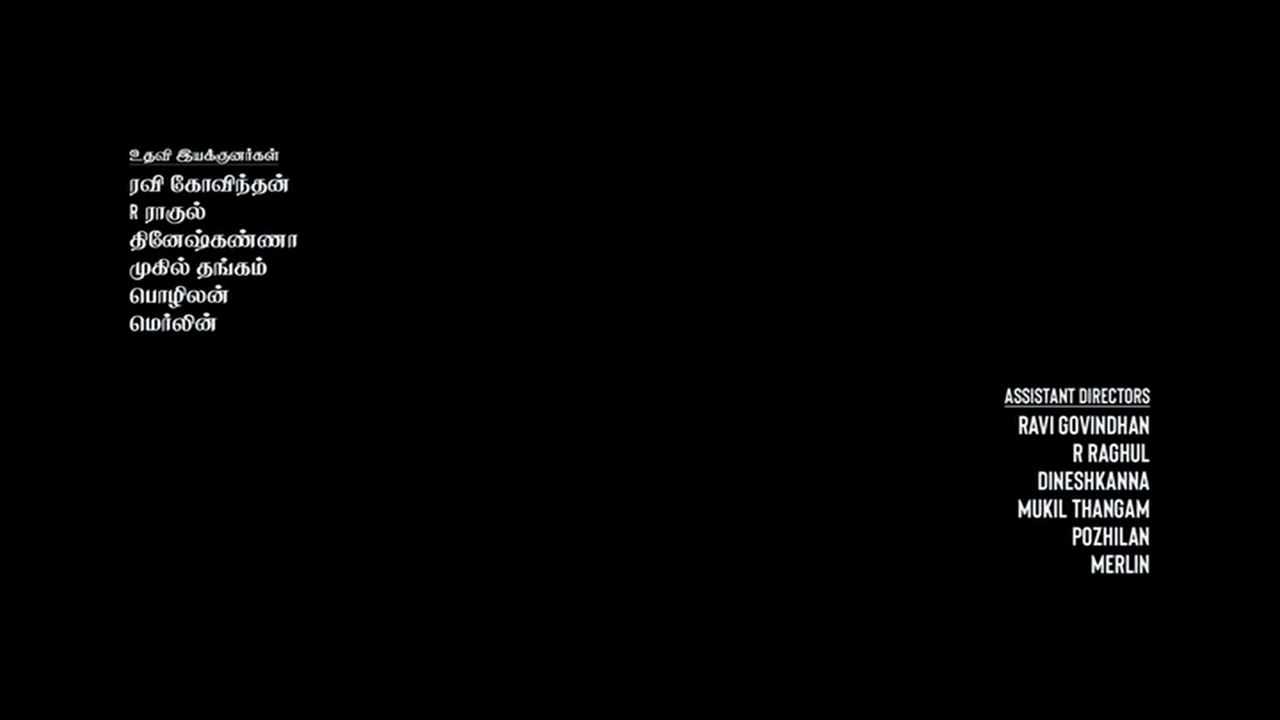 உதவி இயக்குனர்கள்
ரவி கோவிந்தன்
R ராகுல்
தினேஷ்கண்ணா
முகில் தங்கம்
பொழிலன்
மெர்லின்
ASSISTANT DIRECTORS
RAVI GOVINDHAN
R RAGHUL
DINESHKANNA
MUKIL THANGAM
POZHILAN
MERLIN